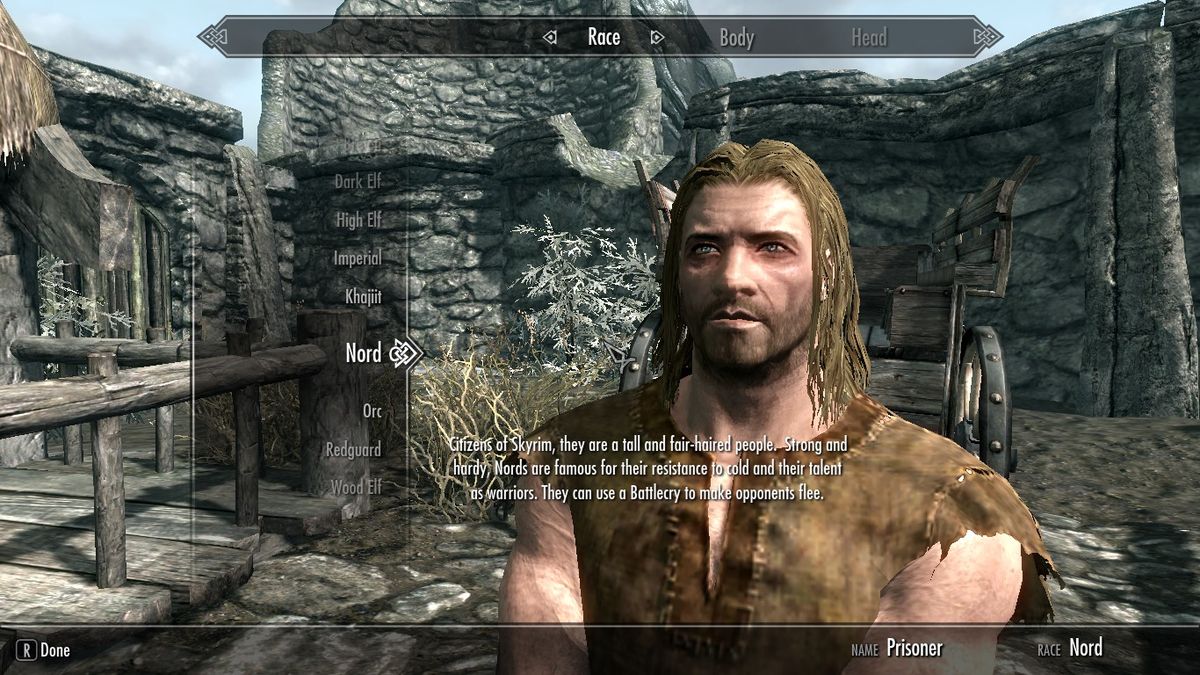 Race
Body
Head
Dark Elf
High Elf
Imperial
Khajiit
Nord
Orc
Redguard
Wood Elf
Citizens of Skyrim, they are a tall and fair-haired people. Strong and
hardy, Nords are famous for their resistance to cold and their talent
as warriors. They can use a Battlecry to make opponents flee.
R Done
NAME Prisoner
RACE Nord